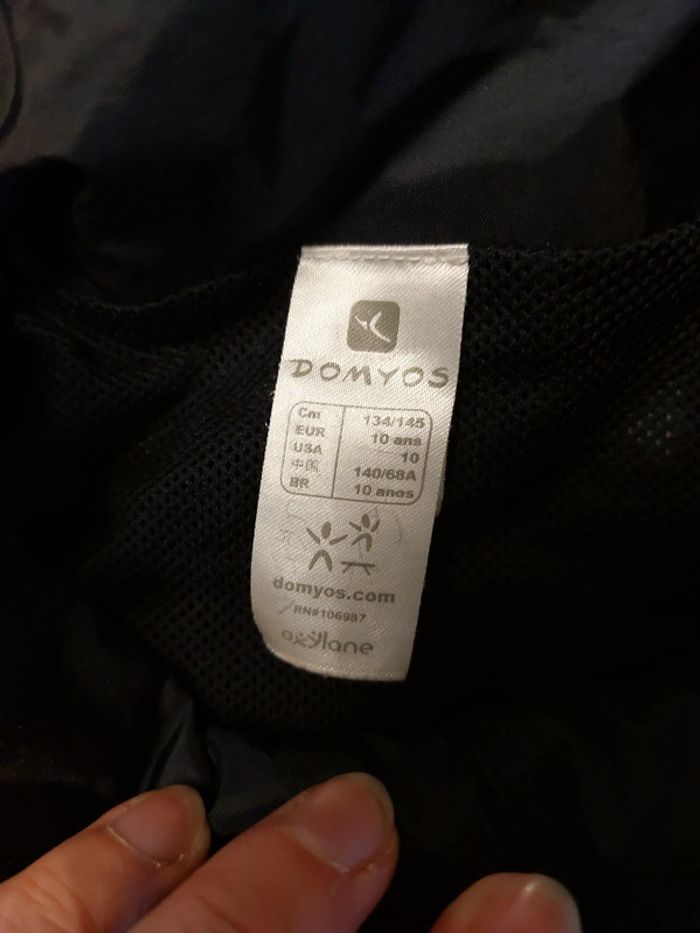 DOMYOS
Cm 134/145
EUR 10 ans
USA 10
中国 140/68A
BR 10 anos
domyos.com
RN#106987
oxylane